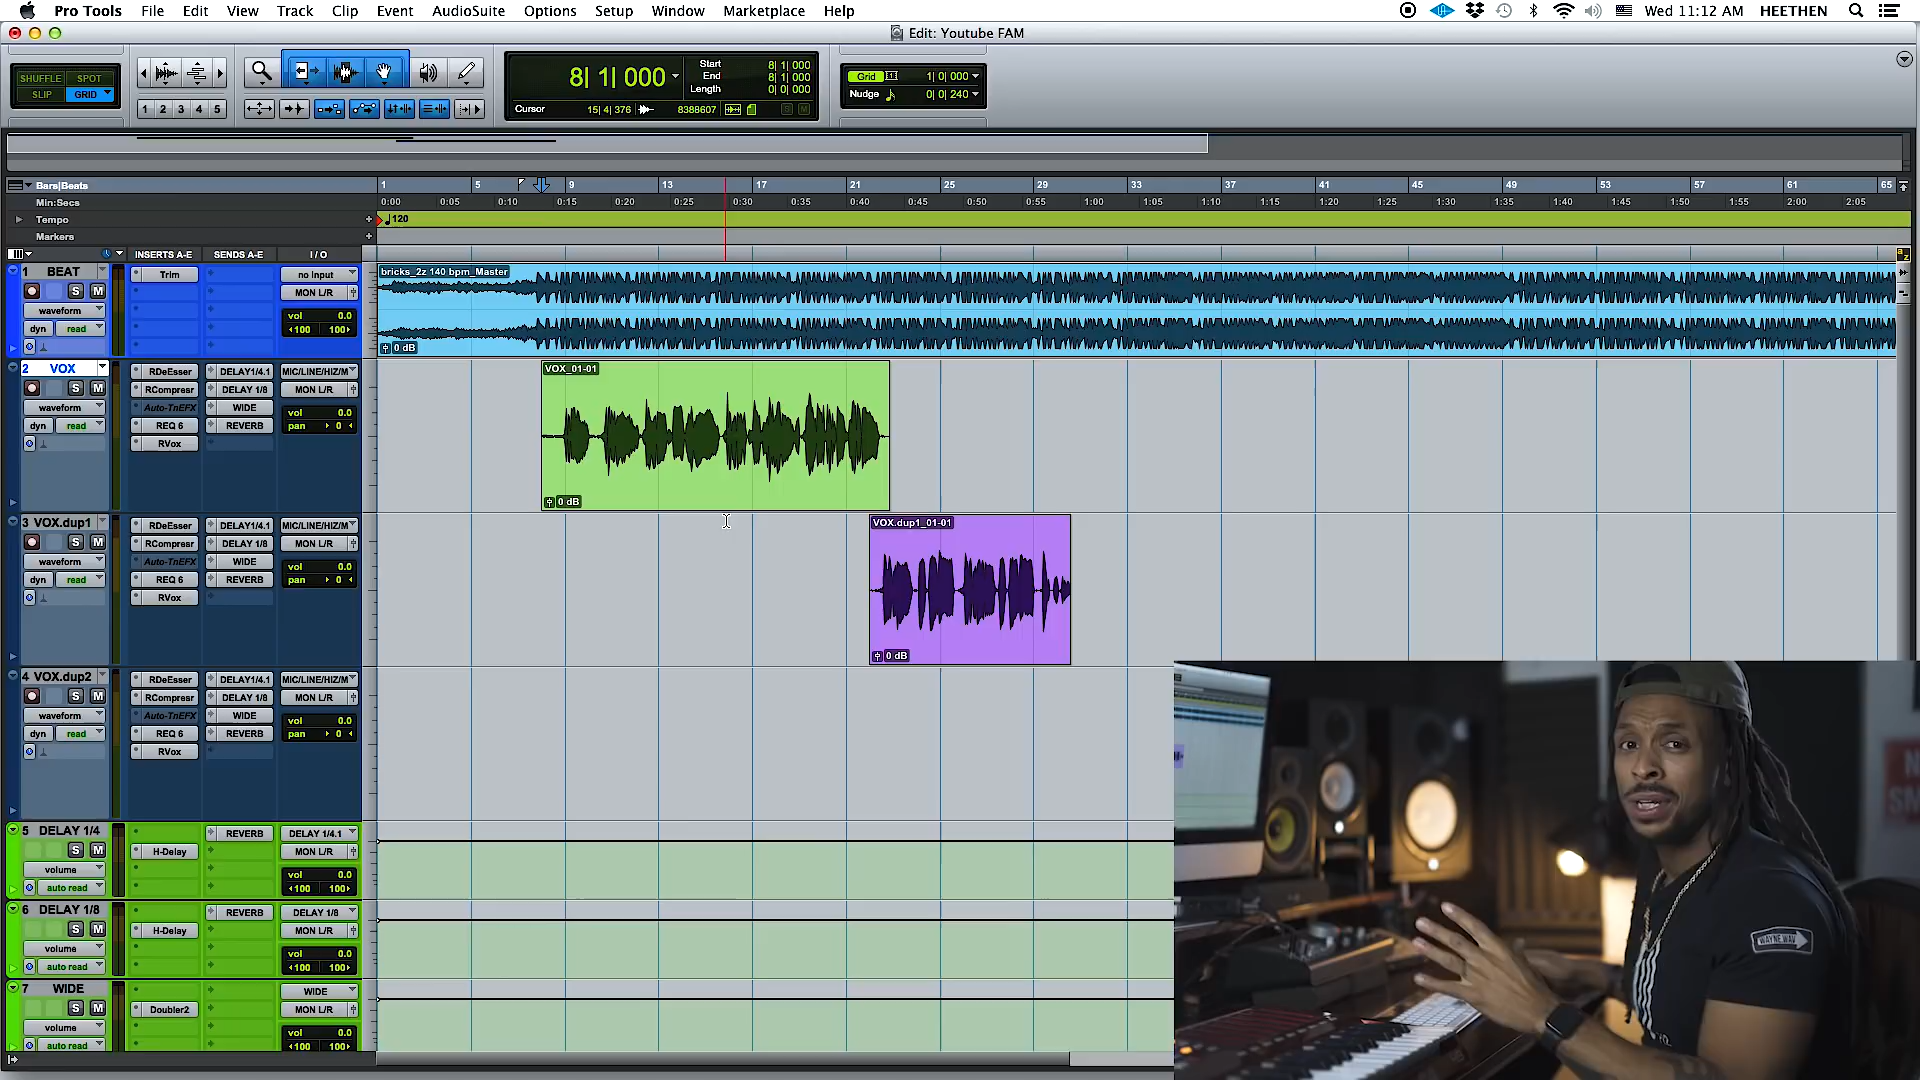 Pro Tools File Edit View Track Clip Event AudioSuite Options Setup Window Marketplace Help Wed 11:12 AM HEETHEN
Edit: Youtube FAM
SHUFFLE SPOT
SLIP GRID
1 2 3 4 5
8| 1| 000
Start 8| 1| 000
End 8| 1| 000
Length 0| 0| 000
Cursor 15| 4| 376 8388607
Grid 1| 0| 000
Nudge 0| 0| 240
Bars|Beats 1 5 9 13 17 21 25 29 33 37 41 45 49 53 57 61 65
Min:Secs 0:00 0:05 0:10 0:15 0:20 0:25 0:30 0:35 0:40 0:45 0:50 0:55 1:00 1:05 1:10 1:15 1:20 1:25 1:30 1:35 1:40 1:45 1:50 1:55 2:00 2:05
Tempo 120
Markers
INSERTS A-E SENDS A-E I / O
1 BEAT Trim no input bricks_2z 140 bpm_Master
S M MON L/R
waveform vol 0.0
dyn read 100 100 0 dB
2 VOX RDeEsser DELAY1/4.1 MIC/LINE/HIZ/M VOX_01-01
S M RCompresr DELAY 1/8 MON L/R
waveform Auto-TnEFX WIDE vol 0.0
dyn read REQ 6 REVERB pan 0
RVox
0 dB
3 VOX.dup1 RDeEsser DELAY1/4.1 MIC/LINE/HIZ/M VOX.dup1_01-01
S M RCompresr DELAY 1/8 MON L/R
waveform Auto-TnEFX WIDE vol 0.0
dyn read REQ 6 REVERB pan 0
RVox
0 dB
4 VOX.dup2 RDeEsser DELAY1/4.1 MIC/LINE/HIZ/M
S M RCompresr DELAY 1/8 MON L/R
waveform Auto-TnEFX WIDE vol 0.0
dyn read REQ 6 REVERB pan 0
RVox
5 DELAY 1/4 REVERB DELAY 1/4.1
S M H-Delay MON L/R
volume vol 0.0
auto read 100 100
6 DELAY 1/8 REVERB DELAY 1/8
S M H-Delay MON L/R
volume vol 0.0
auto read 100 100
7 WIDE WIDE
S M Doubler2 MON L/R
volume vol 0.0
auto read 100 100
WAYNE.WAV